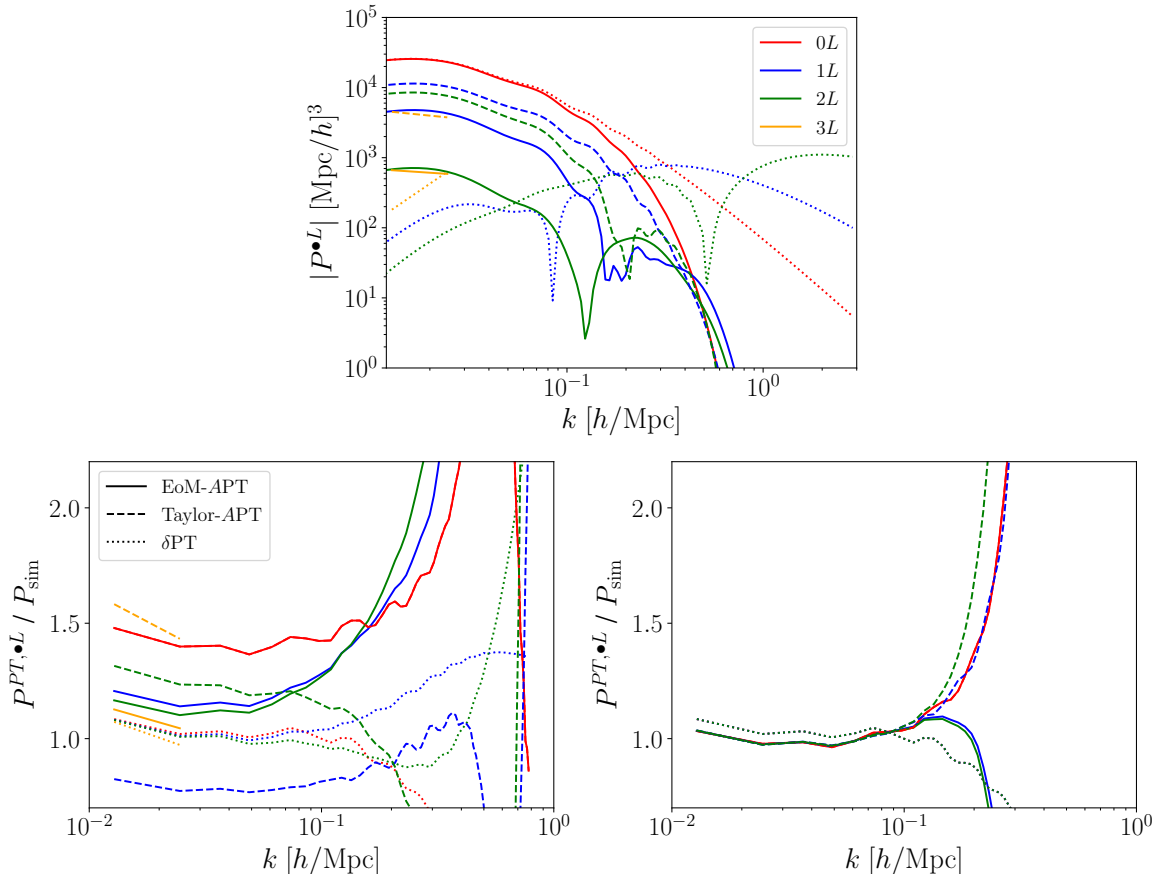 |P^{•L}| [Mpc/h]^3
10^5
10^4
10^3
10^2
10^1
10^0
0L
1L
2L
3L
10^{-1}
10^0
k [h/Mpc]
P^{PT,•L} / P_sim
2.0
1.5
1.0
EoM-APT
Taylor-APT
δPT
10^{-2}
10^{-1}
10^0
k [h/Mpc]
P^{PT,•L} / P_sim
2.0
1.5
1.0
10^{-2}
10^{-1}
10^0
k [h/Mpc]